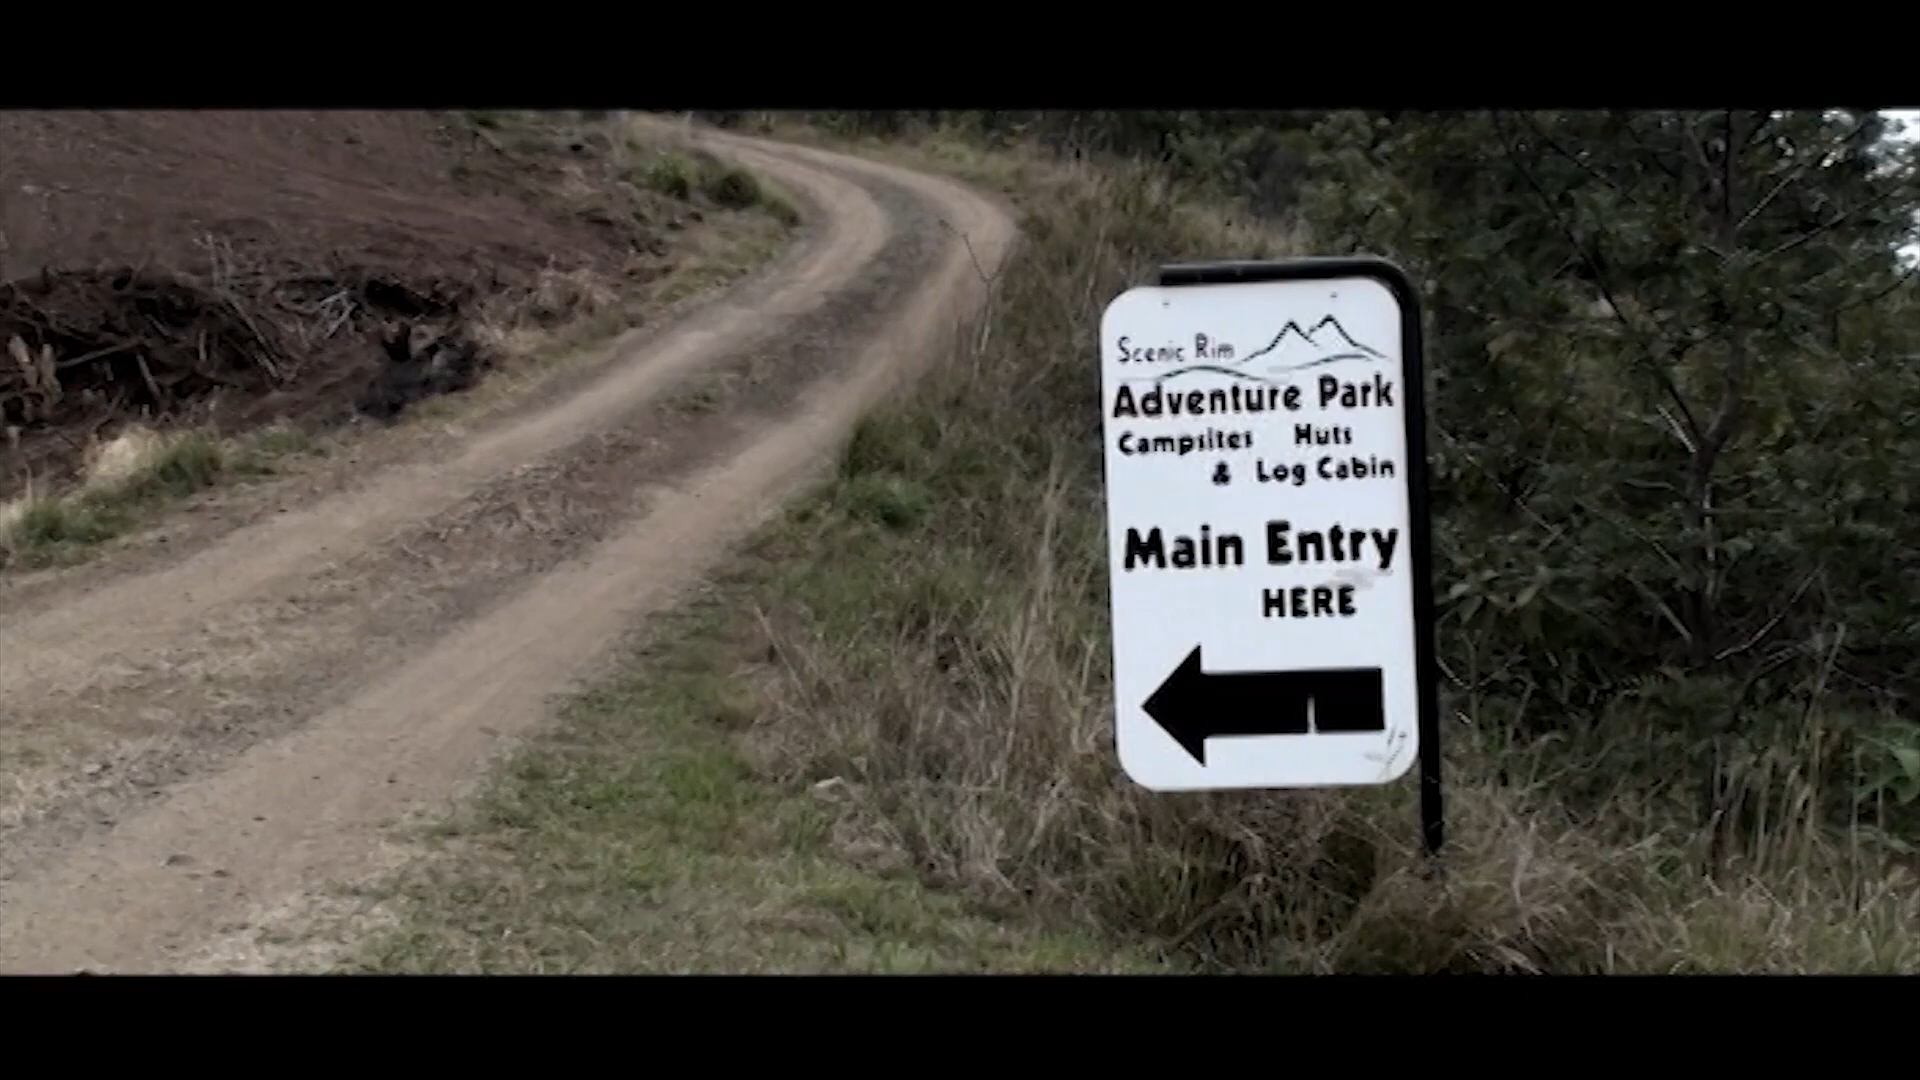 Scenic Rim
Adventure Park
Campsites Huts
& Log Cabin
Main Entry
HERE